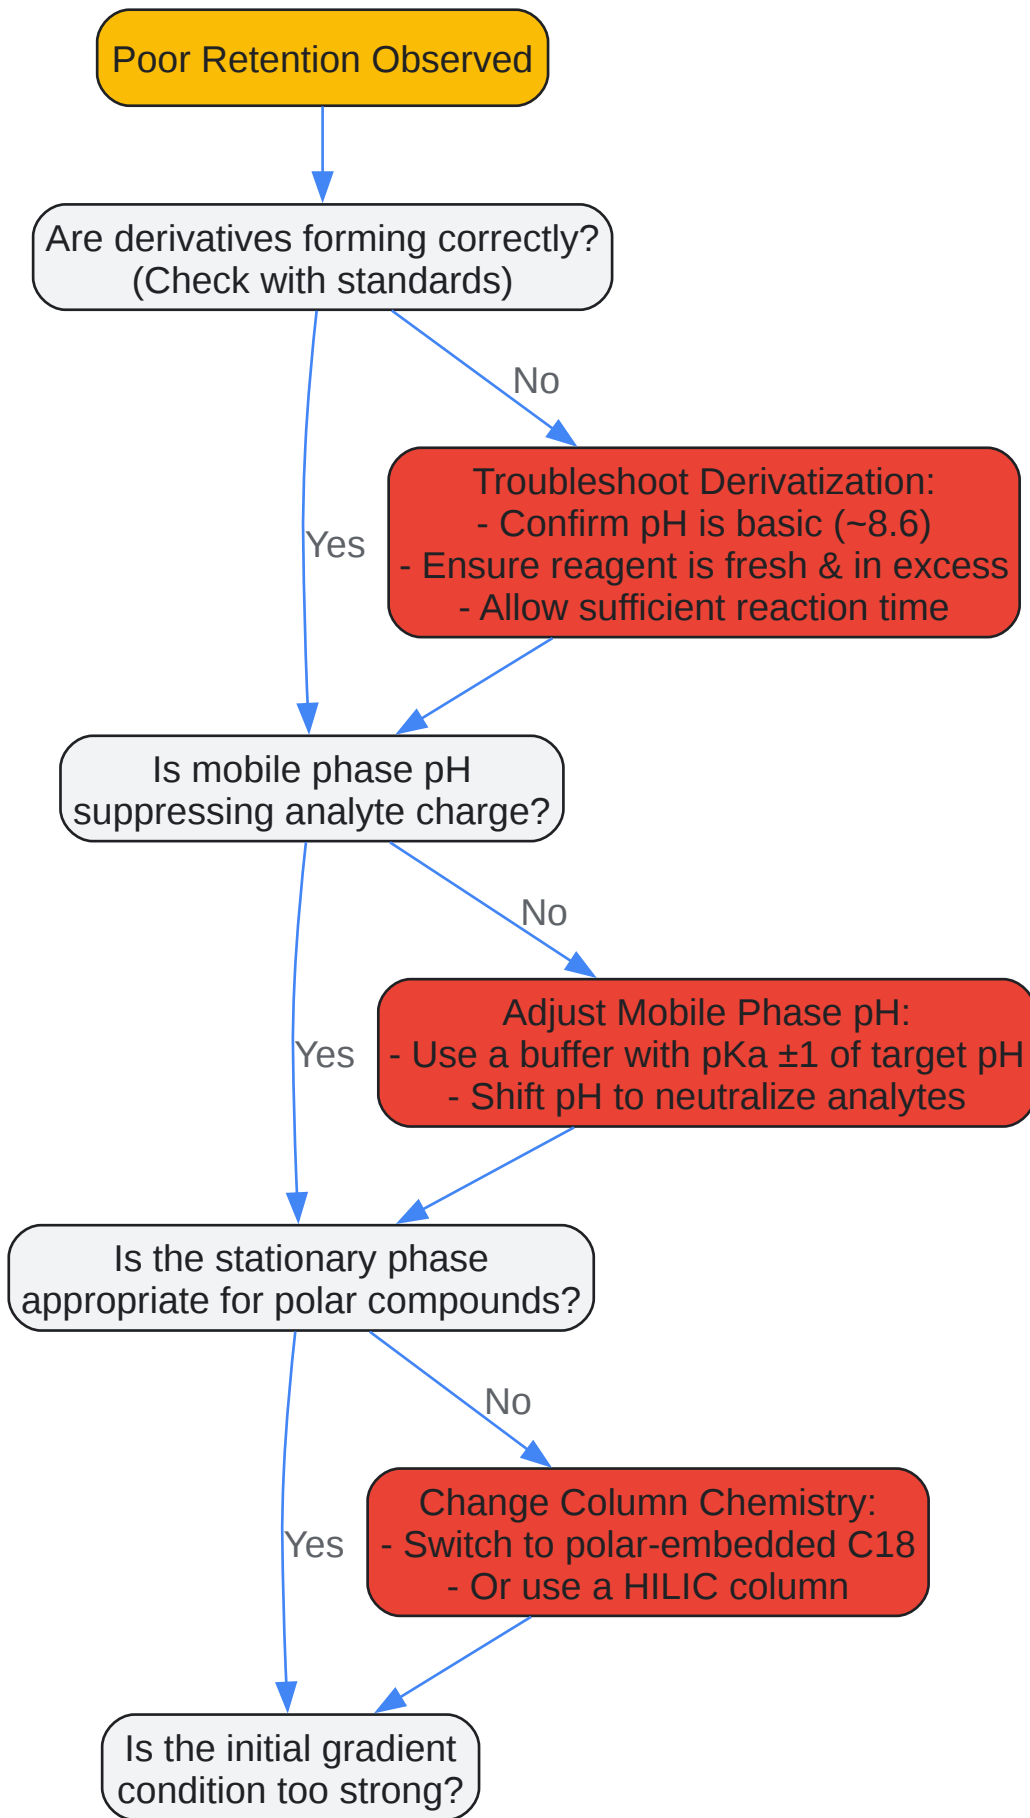 Poor Retention Observed
Are derivatives forming correctly?
(Check with standards)
No
Troubleshoot Derivatization:
- Confirm pH is basic (~8.6)
- Ensure reagent is fresh & in excess
- Allow sufficient reaction time
Yes
Is mobile phase pH
suppressing analyte charge?
No
Adjust Mobile Phase pH:
- Use a buffer with pKa ±1 of target pH
- Shift pH to neutralize analytes
Yes
Is the stationary phase
appropriate for polar compounds?
No
Change Column Chemistry:
- Switch to polar-embedded C18
- Or use a HILIC column
Yes
Is the initial gradient
condition too strong?